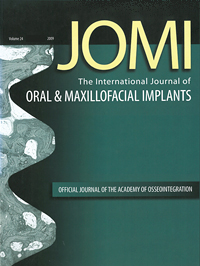 Volume 24 2009
JOMI
The International Journal of
ORAL & MAXILLOFACIAL IMPLANTS
OFFICIAL JOURNAL OF THE ACADEMY OF OSSEOINTEGRATION